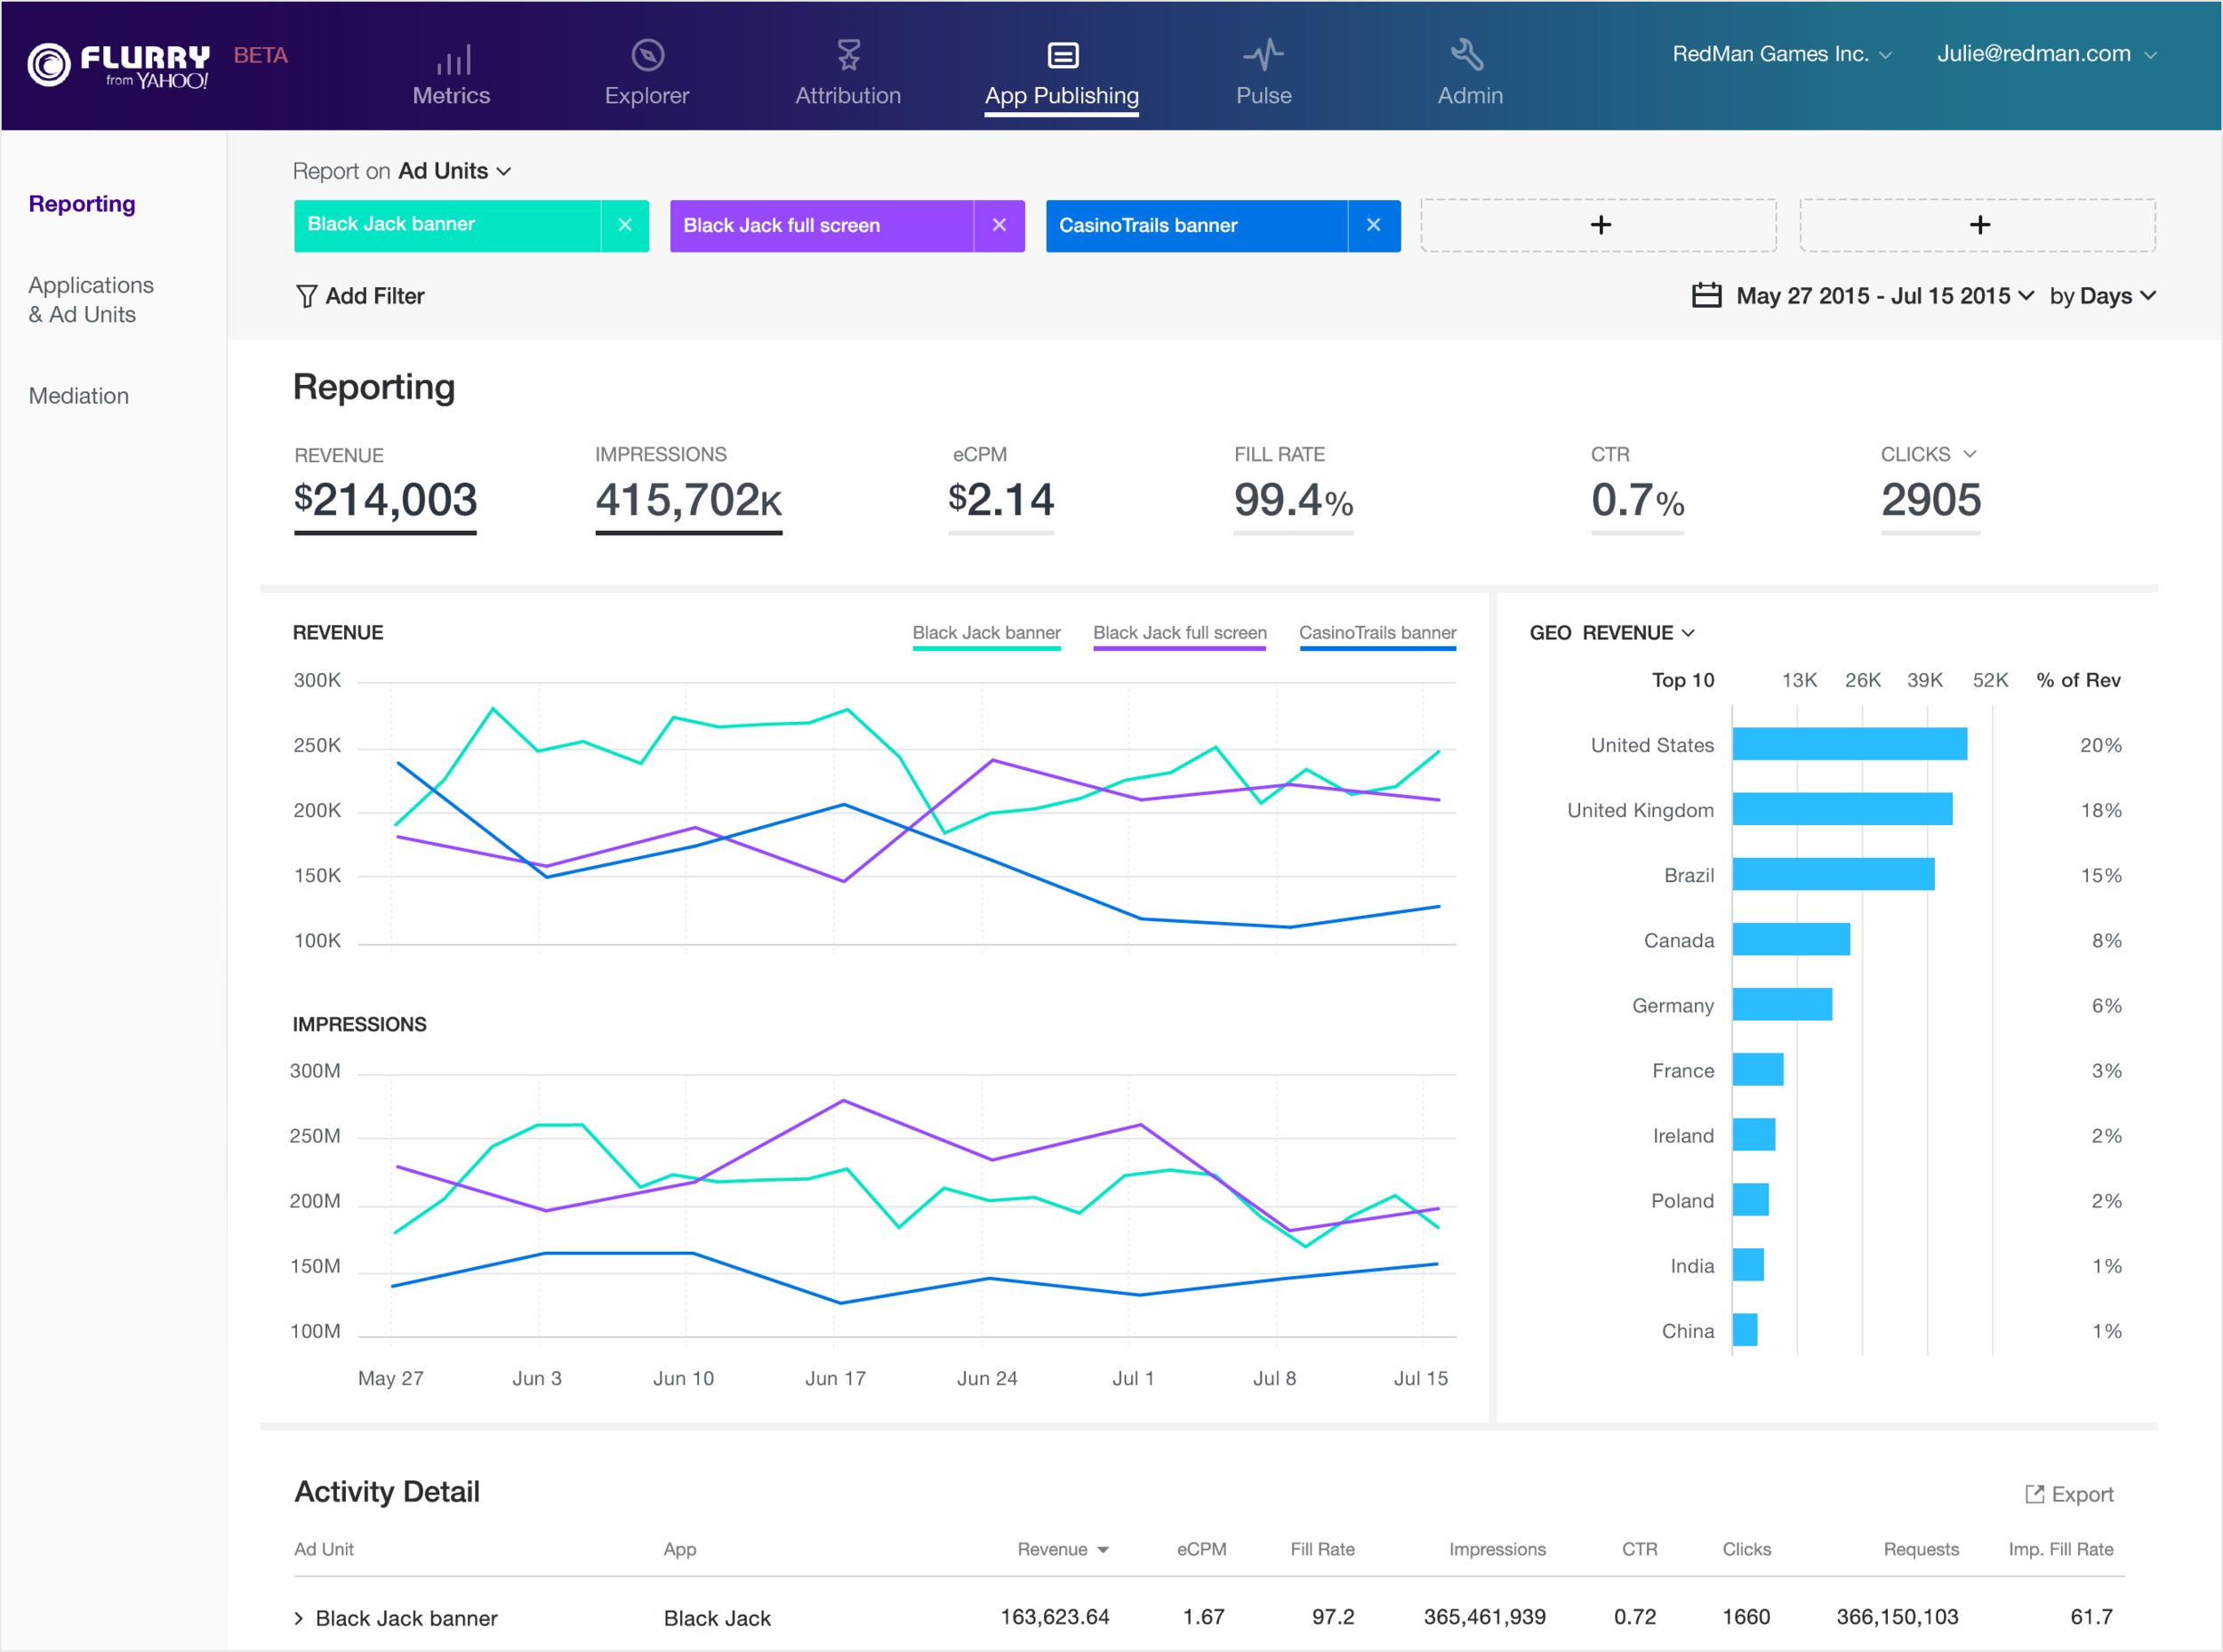 FLURRY BETA
from YAHOO!
Metrics
Explorer
Attribution
App Publishing
Pulse
Admin
RedMan Games Inc.
Julie@redman.com
Reporting
Applications
& Ad Units
Mediation
Report on Ad Units
Black Jack banner
Black Jack full screen
CasinoTrails banner
Add Filter
May 27 2015 - Jul 15 2015 by Days
Reporting
REVENUE
$214,003
IMPRESSIONS
415,702K
eCPM
$2.14
FILL RATE
99.4%
CTR
0.7%
CLICKS
2905
REVENUE
Black Jack banner
Black Jack full screen
CasinoTrails banner
300K
250K
200K
150K
100K
IMPRESSIONS
300M
250M
200M
150M
100M
May 27 Jun 3 Jun 10 Jun 17 Jun 24 Jul 1 Jul 8 Jul 15
GEO REVENUE
Top 10 13K 26K 39K 52K % of Rev
United States 20%
United Kingdom 18%
Brazil 15%
Canada 8%
Germany 6%
France 3%
Ireland 2%
Poland 2%
India 1%
China 1%
Activity Detail
Export
Ad Unit App Revenue eCPM Fill Rate Impressions CTR Clicks Requests Imp. Fill Rate
Black Jack banner Black Jack 163,623.64 1.67 97.2 365,461,939 0.72 1660 366,150,103 61.7